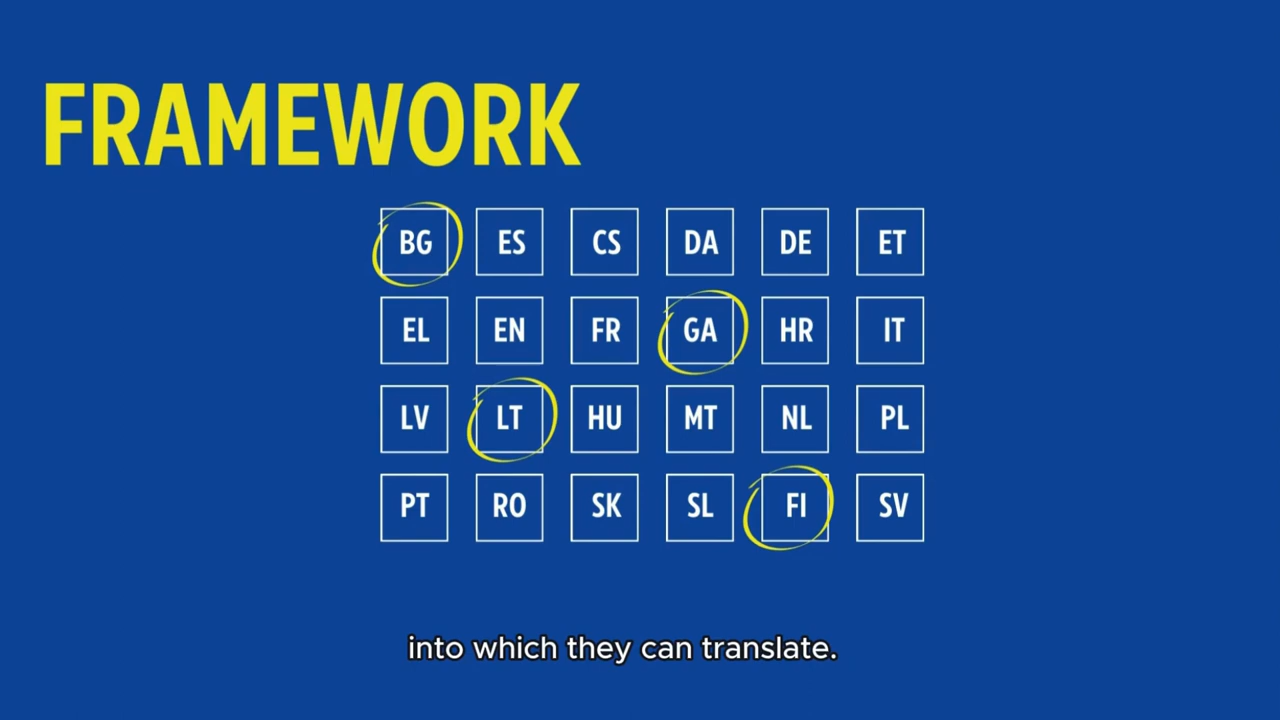 FRAMEWORK
BG ES CS DA DE ET
EL EN FR GA HR IT
LV LT HU MT NL PL
PT RO SK SL FI SV
into which they can translate.